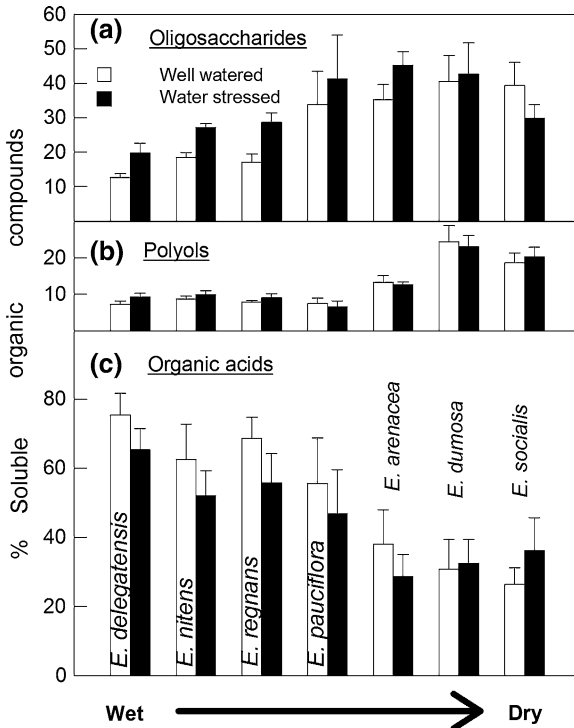 60
(a) Oligosaccharides
50
Well watered
40
Water stressed
30
20
10
(b) Polyols
20
10
(c) Organic acids
80
60
40
20
0
% Soluble organic compounds
E. delegatensis
E. nitens
E. regnans
E. pauciflora
E. arenacea
E. dumosa
E. socialis
Wet Dry